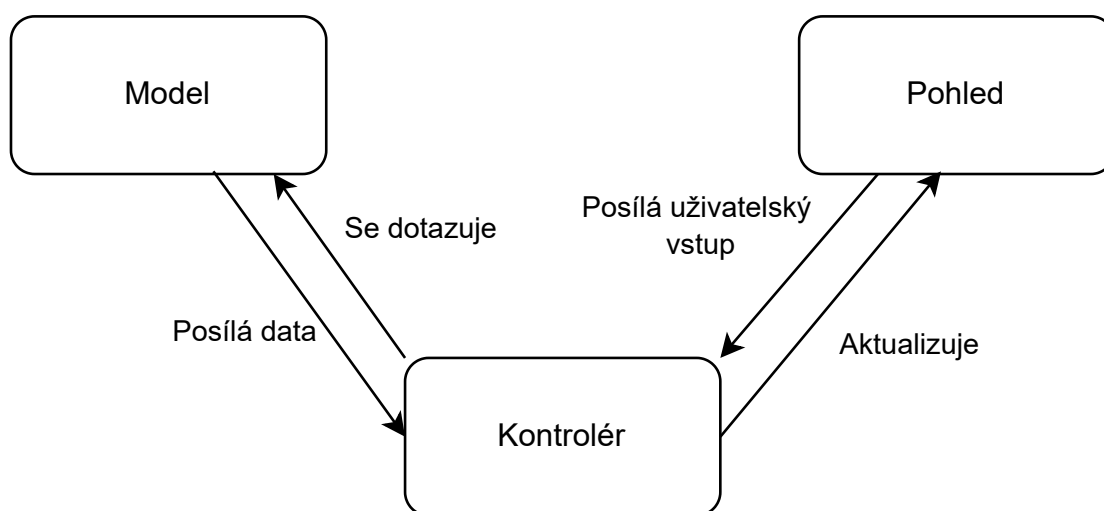 Model
Pohled
Se dotazuje
Posílá uživatelský
vstup
Posílá data
Aktualizuje
Kontrolér